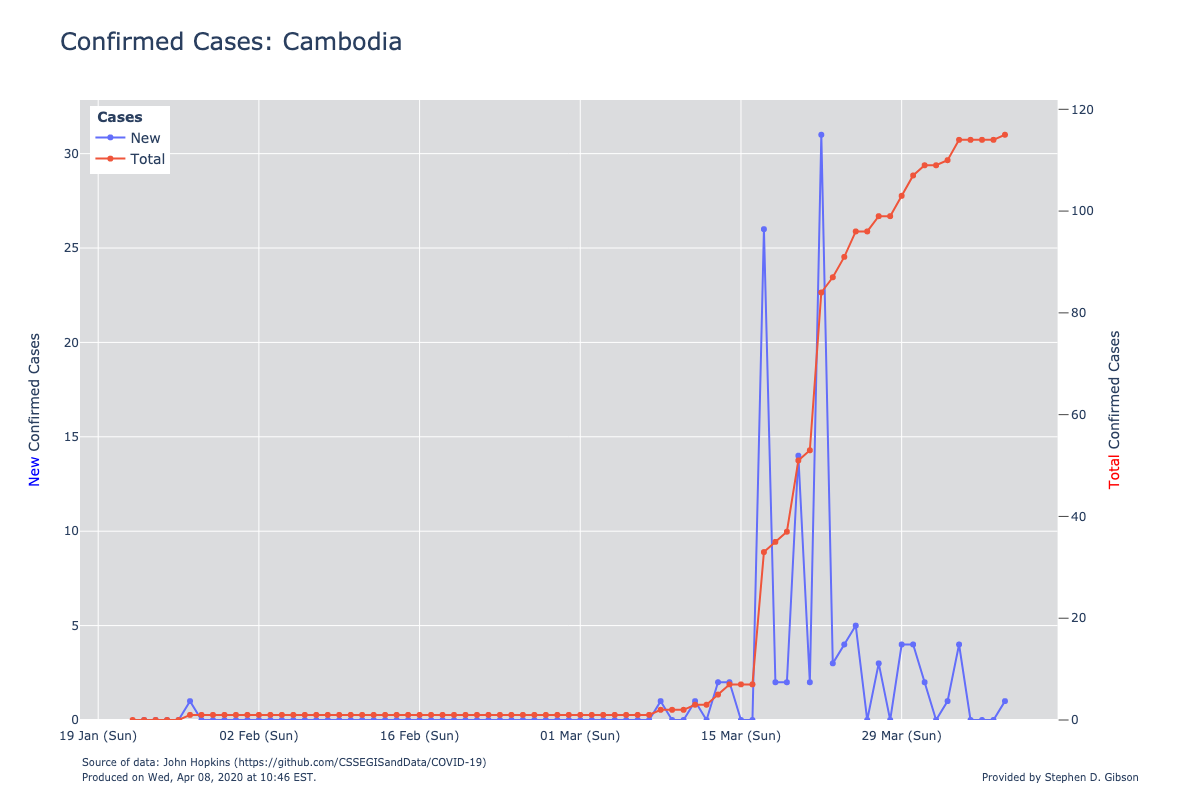 Confirmed Cases: Cambodia
Cases
New
Total
30
25
20
15
10
5
0
120
100
80
60
40
20
0
New Confirmed Cases
Total Confirmed Cases
19 Jan (Sun)
02 Feb (Sun)
16 Feb (Sun)
01 Mar (Sun)
15 Mar (Sun)
29 Mar (Sun)
Source of data: John Hopkins (https://github.com/CSSEGISandData/COVID-19)
Produced on Wed, Apr 08, 2020 at 10:46 EST.
Provided by Stephen D. Gibson